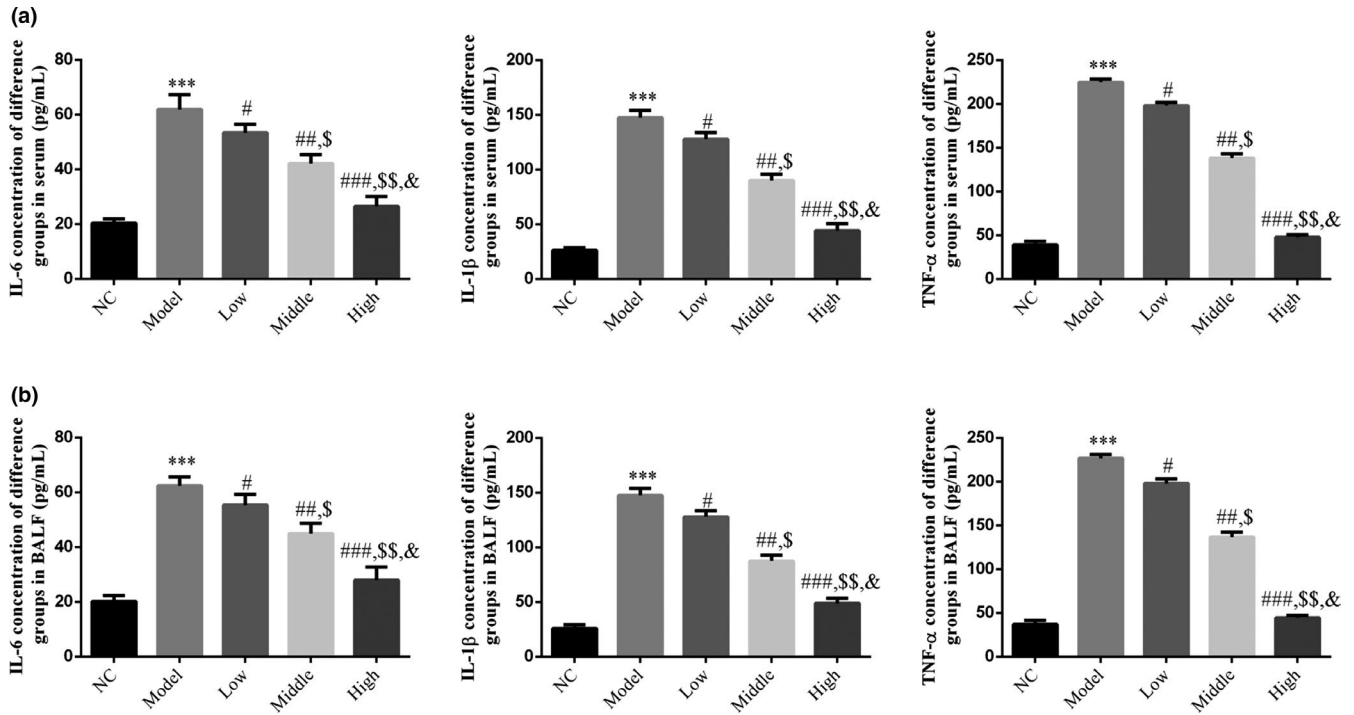 (a)
IL-6 concentration of difference
groups in serum (pg/mL)
80
60
40
20
0
***
#
##,$
###,$$,&
NC
Model
Low
Middle
High
IL-1β concentration of difference
groups in serum (pg/mL)
200
150
100
50
0
***
#
##,$
###,$$,&
NC
Model
Low
Middle
High
TNF-α concentration of difference
groups in serum (pg/mL)
250
200
150
100
50
0
***
#
##,$
###,$$,&
NC
Model
Low
Middle
High
(b)
IL-6 concentration of difference
groups in BALF (pg/mL)
80
60
40
20
0
***
#
##,$
###,$$,&
NC
Model
Low
Middle
High
IL-1β concentration of difference
groups in BALF (pg/mL)
200
150
100
50
0
***
#
##,$
###,$$,&
NC
Model
Low
Middle
High
TNF-α concentration of difference
groups in BALF (pg/mL)
250
200
150
100
50
0
***
#
##,$
###,$$,&
NC
Model
Low
Middle
High